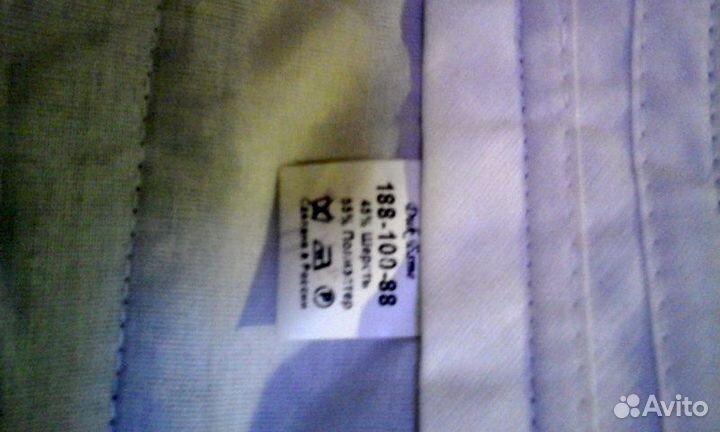 188-100-88
45% Шерсть
55% Полиэстер
Сделано в России
P
Avito